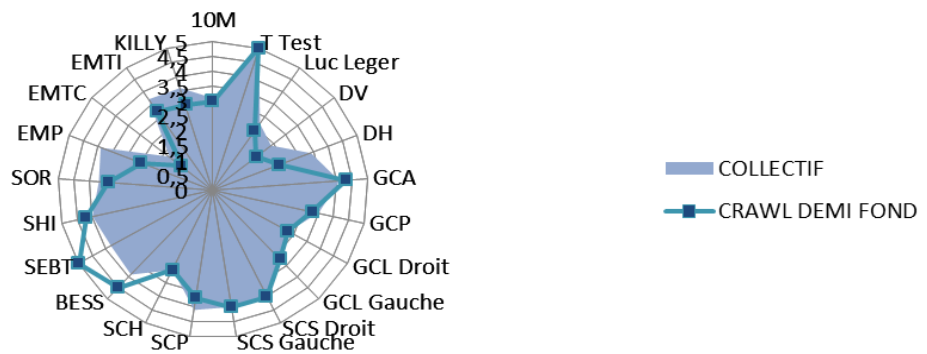 10M
T Test
Luc Leger
DV
DH
GCA
GCP
GCL Droit
GCL Gauche
SCS Droit
SCS Gauche
SCP
SCH
BESS
SEBT
SHI
SOR
EMP
EMTC
EMTI
KILLY
5
4,5
4
3,5
3
2,5
2
1,5
1
0,5
0
COLLECTIF
CRAWL DEMI FOND